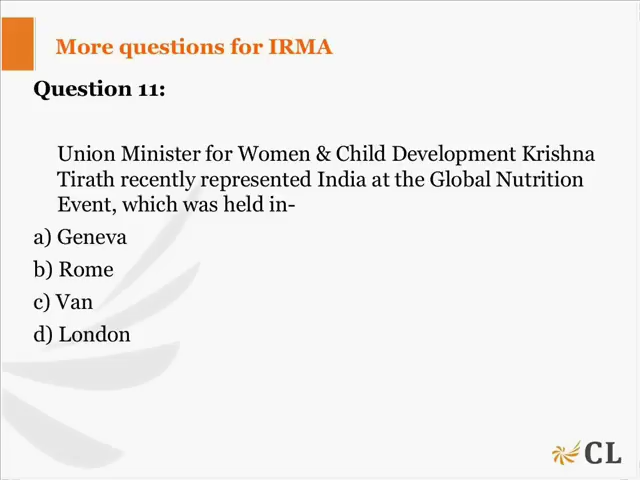 More questions for IRMA
Question 11:
Union Minister for Women & Child Development Krishna
Tirath recently represented India at the Global Nutrition
Event, which was held in-
a) Geneva
b) Rome
c) Van
d) London
CL